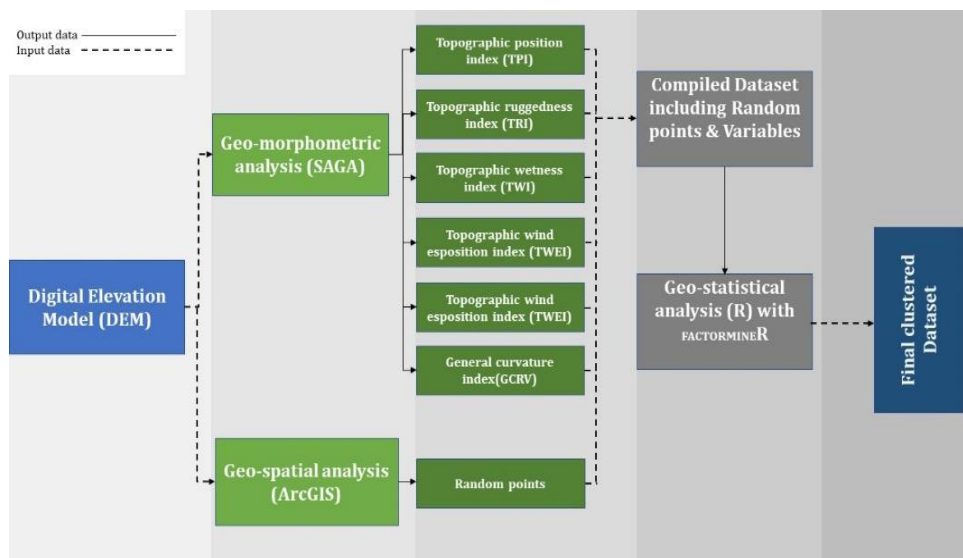 Output data
Input data
Digital Elevation
Model (DEM)
Geo-morphometric
analysis (SAGA)
Geo-spatial analysis
(ArcGIS)
Topographic position
index (TPI)
Topographic ruggedness
index (TRI)
Topographic wetness
index (TWI)
Topographic wind
esposition index (TWEI)
Topographic wind
esposition index (TWEI)
General curvature
index(GCRV)
Random points
Compiled Dataset
including Random
points & Variables
Geo-statistical
analysis (R) with
FACTORMINER
Final clustered
Dataset